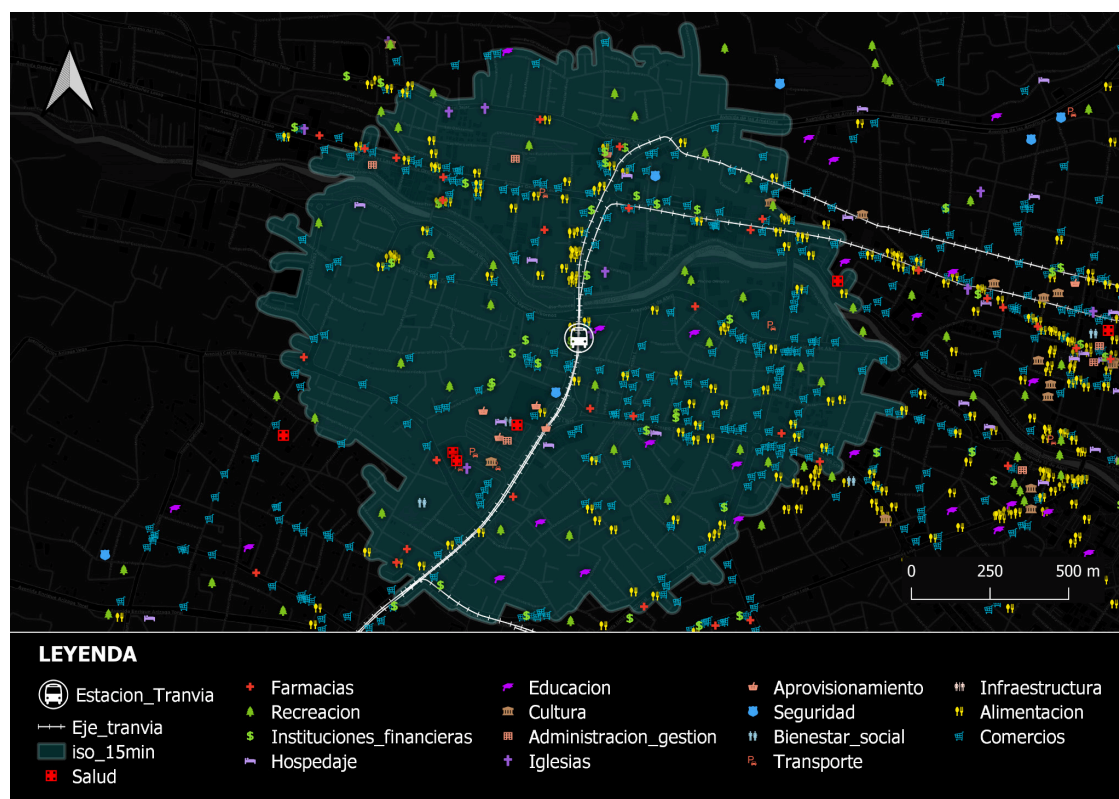 0 250 500 m
LEYENDA
Estacion_Tranvia
Eje_tranvia
iso_15min
Salud
Farmacias
Recreacion
Instituciones_financieras
Hospedaje
Educacion
Cultura
Administracion_gestion
Iglesias
Aprovisionamiento
Seguridad
Bienestar_social
Transporte
Infraestructura
Alimentacion
Comercios